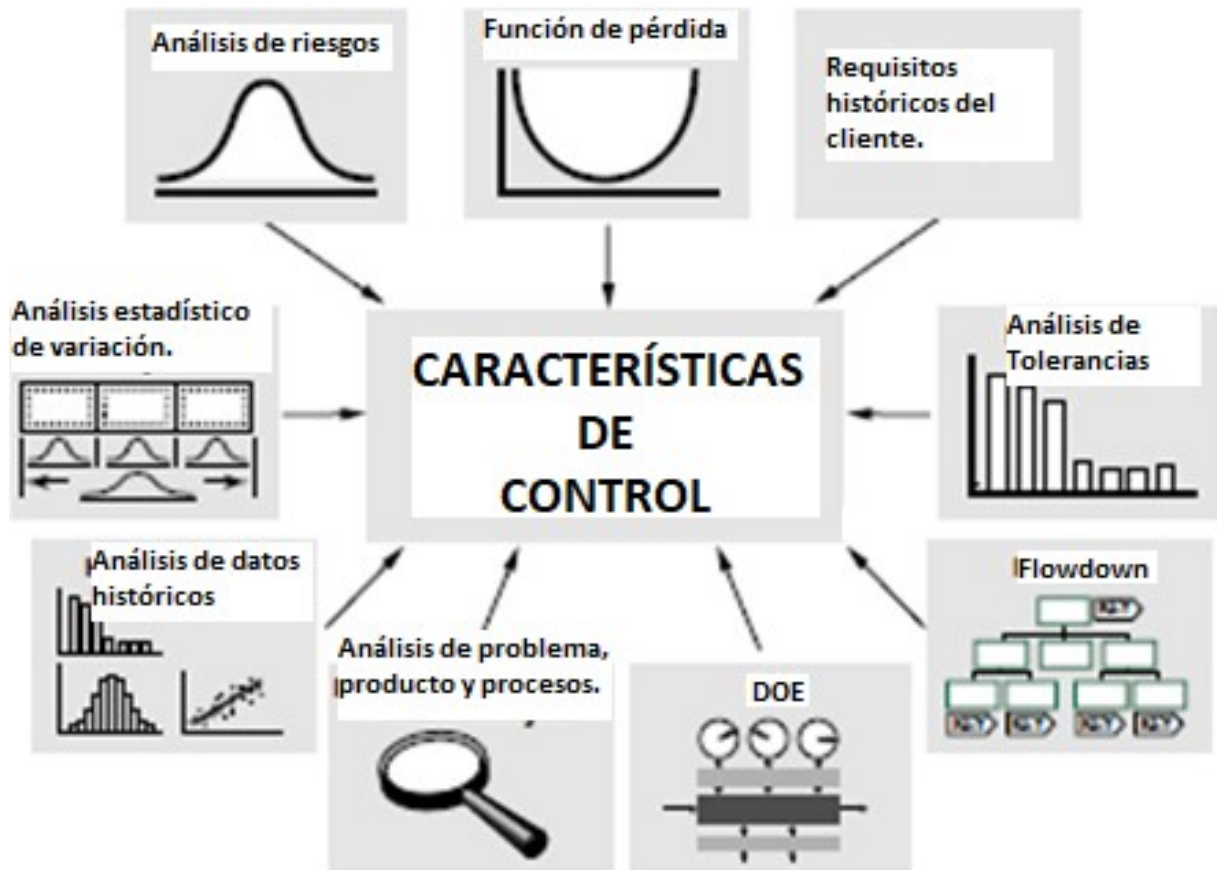 Análisis de riesgos
Función de pérdida
Requisitos
históricos del
cliente.
Análisis estadístico
de variación.
CARACTERÍSTICAS
DE
CONTROL
Análisis de
Tolerancias
Análisis de datos
históricos
Análisis de problema,
producto y procesos.
DOE
Flowdown